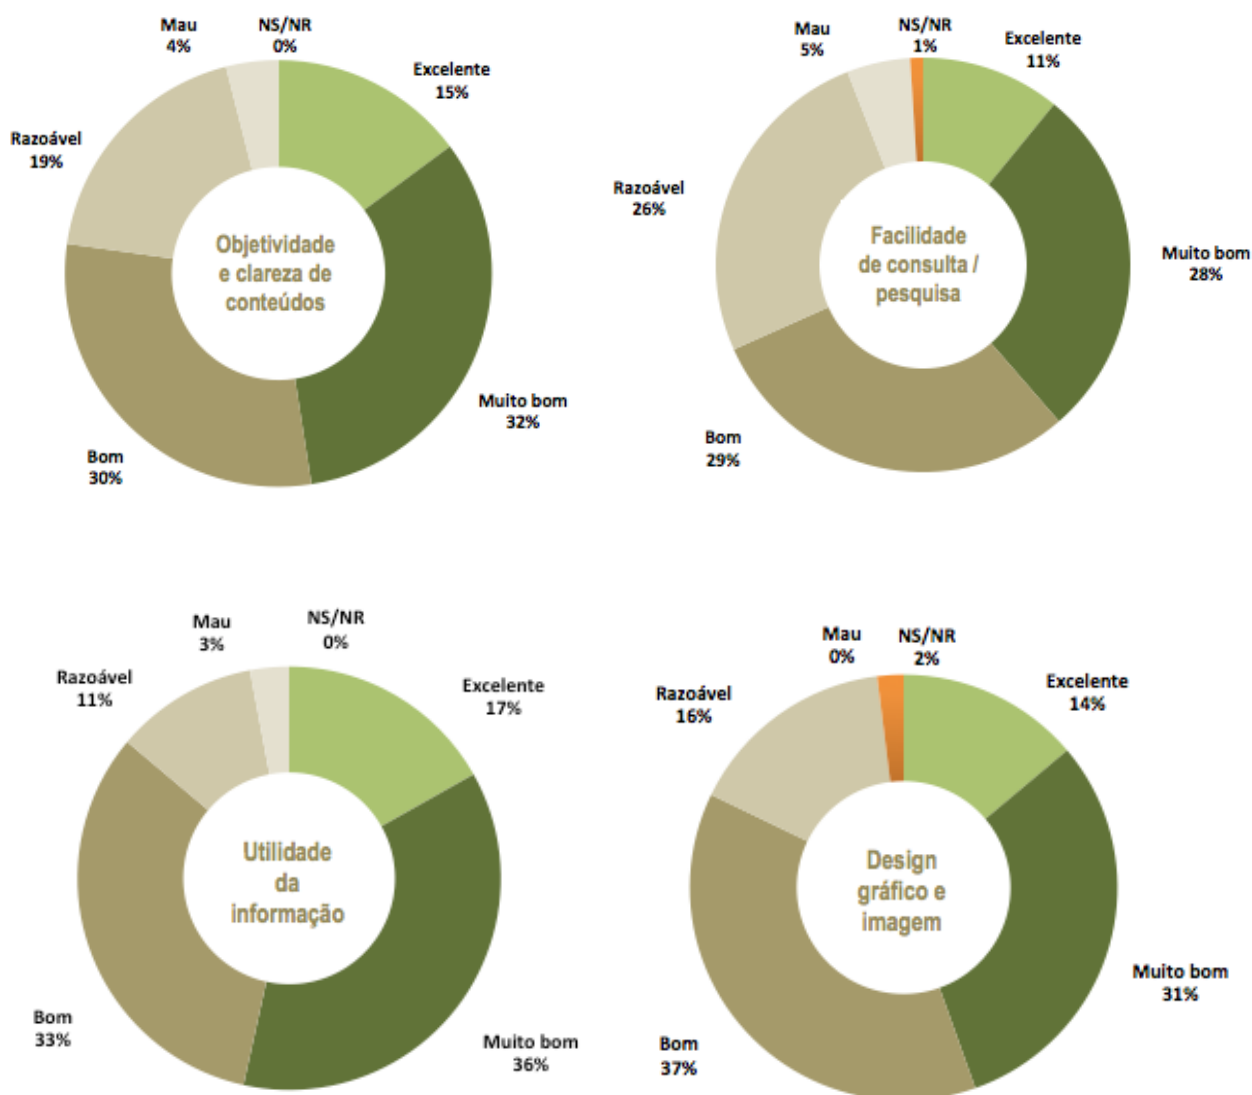 Mau
4%
NS/NR
0%
Excelente
15%
Razoável
19%
Objetividade
e clareza de
conteúdos
Muito bom
32%
Bom
30%
Mau
5%
NS/NR
1%
Excelente
11%
Razoável
26%
Facilidade
de consulta /
pesquisa
Muito bom
28%
Bom
29%
Mau
3%
NS/NR
0%
Razoável
11%
Excelente
17%
Utilidade
da
informação
Bom
33%
Muito bom
36%
Mau
0%
NS/NR
2%
Razoável
16%
Excelente
14%
Design
gráfico e
imagem
Muito bom
31%
Bom
37%